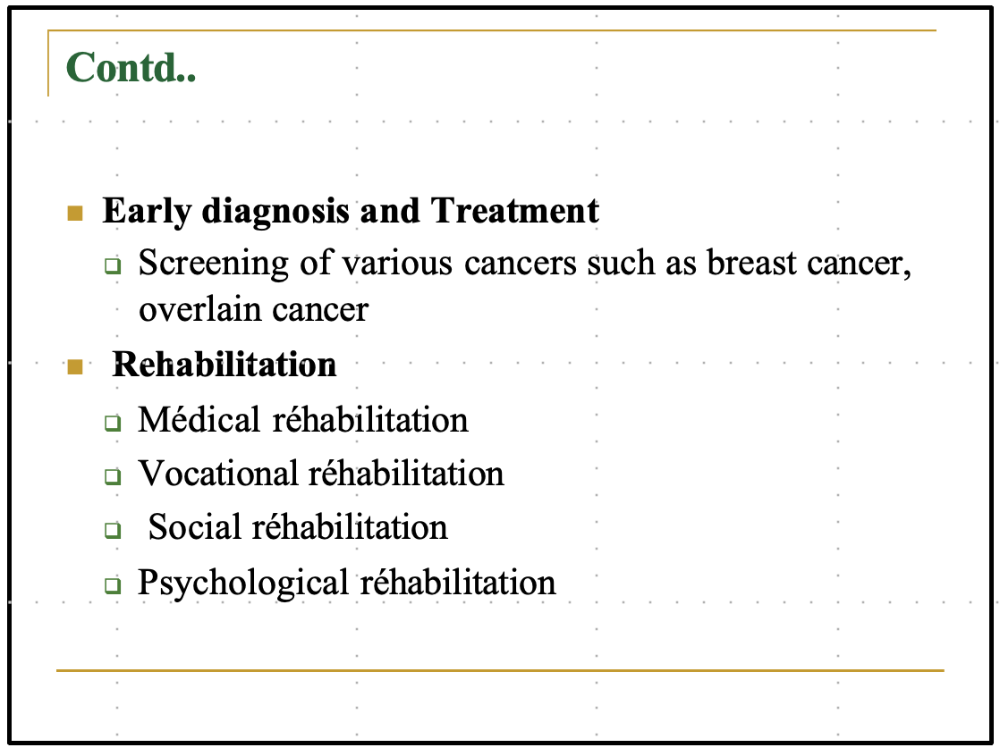 Contd..
Early diagnosis and Treatment
Screening of various cancers such as breast cancer,
overlain cancer
Rehabilitation
Médical réhabilitation
Vocational réhabilitation
Social réhabilitation
Psychological réhabilitation